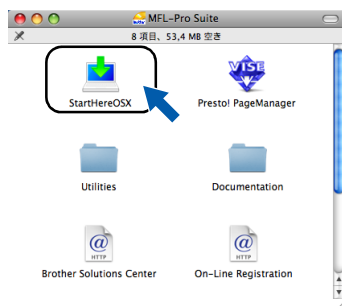 MFL-Pro Suite
8 項目、53,4 MB 空き
StartHereOSX
VISE
Presto! PageManager
Utilities
Documentation
@
HTTP
@
HTTP
Brother Solutions Center
On-Line Registration